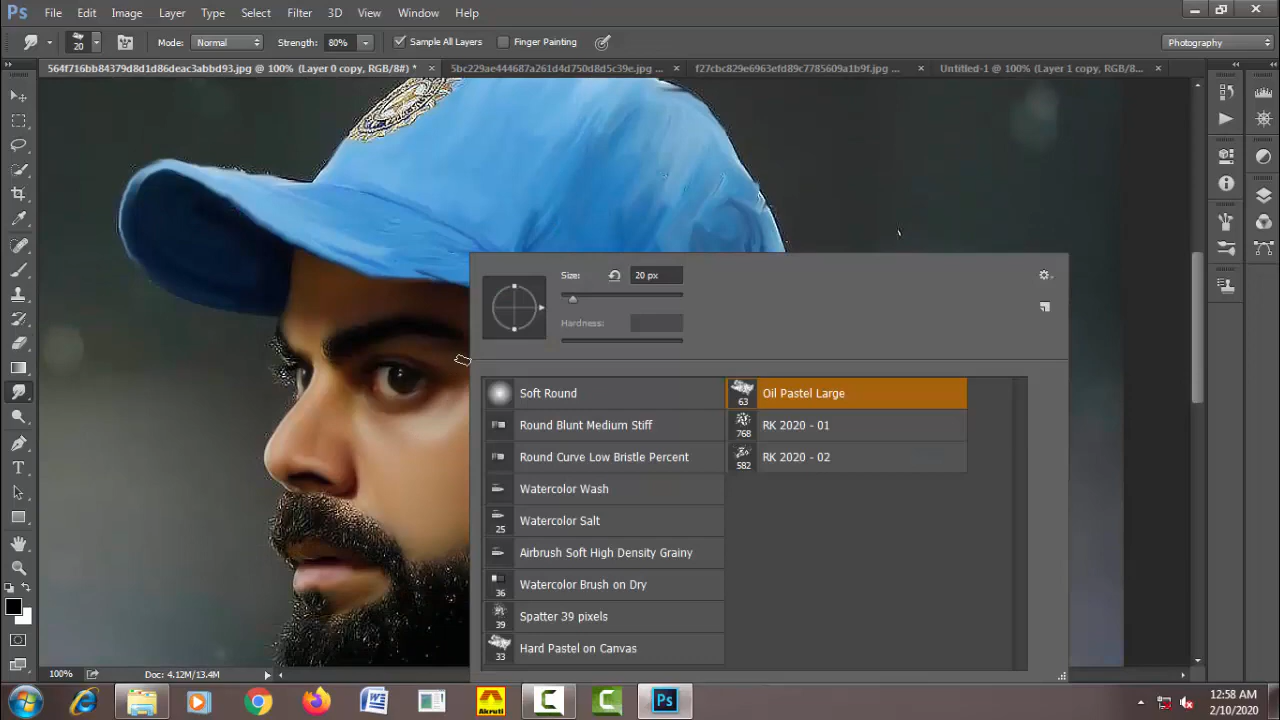 Ps File Edit Image Layer Type Select Filter 3D View Window Help
20 Mode: Normal Strength: 80% Sample All Layers Finger Painting Photography
564f716bb84379d8d1d86deac3abbd93.jpg @ 100% (Layer 0 copy, RGB/8#) * × 5bc229ae444687a261d4d750d8d5c39e.jpg ... × f27cbc829e6963efd89c7785609a1b9f.jpg ... × Untitled-1 @ 100% (Layer 1 copy, RGB/8... ×
Size: 20 px
Hardness:
Soft Round
63 Oil Pastel Large
Round Blunt Medium Stiff
768 RK 2020 - 01
Round Curve Low Bristle Percent
582 RK 2020 - 02
Watercolor Wash
25 Watercolor Salt
Airbrush Soft High Density Grainy
36 Watercolor Brush on Dry
39 Spatter 39 pixels
33 Hard Pastel on Canvas
100% Doc: 4.12M/13.4M
Akruti Ps 12:58 AM
2/10/2020